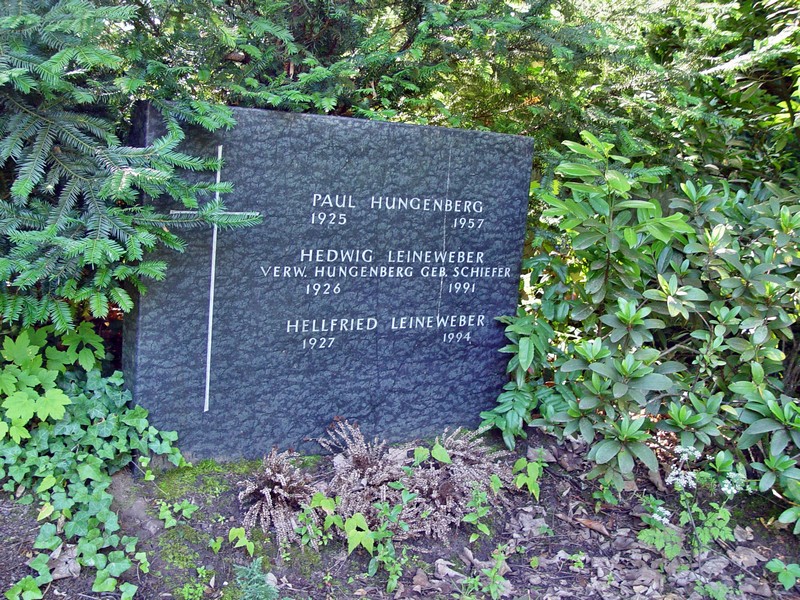 PAUL HUNGENBERG
1925 1957
HEDWIG LEINEWEBER
VERW. HUNGENBERG GEB. SCHIEFER
1926 1991
HELLFRIED LEINEWEBER
1927 1994